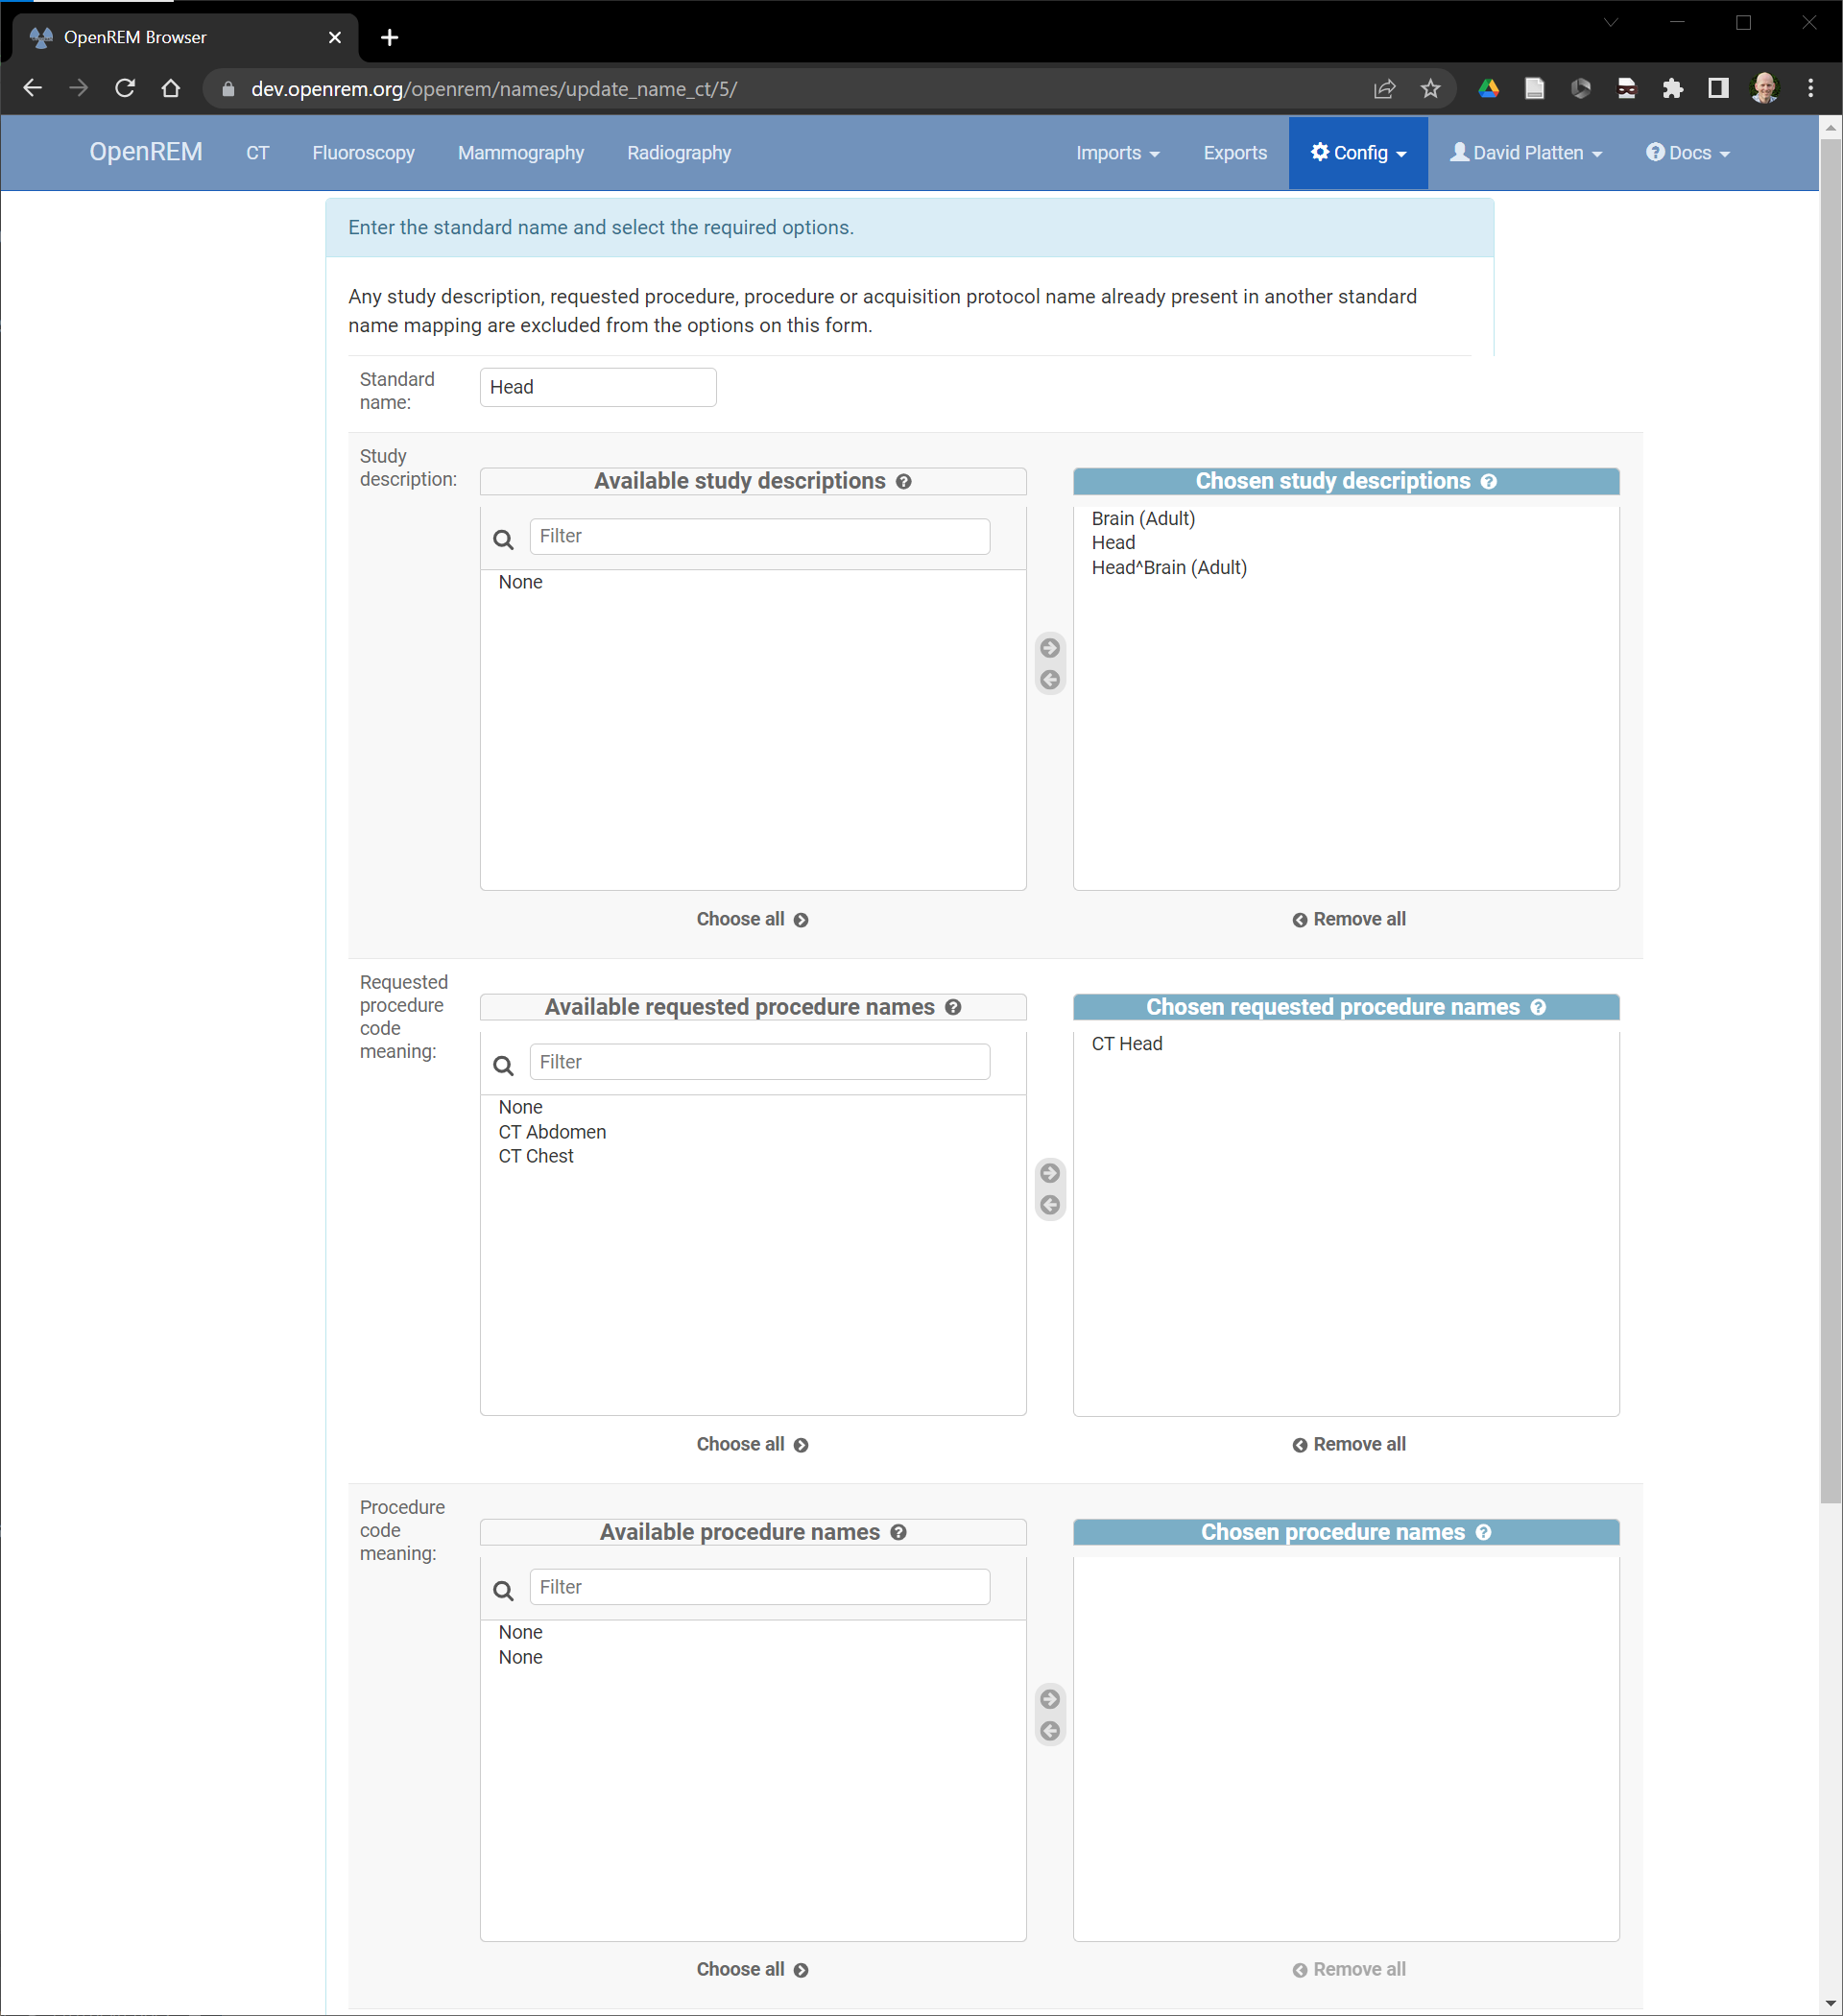 OpenREM Browser
dev.openrem.org/openrem/names/update_name_ct/5/
OpenREM CT Fluoroscopy Mammography Radiography Imports Exports Config David Platten Docs
Enter the standard name and select the required options.
Any study description, requested procedure, procedure or acquisition protocol name already present in another standard
name mapping are excluded from the options on this form.
Standard
name:
Head
Study
description:
Available study descriptions
Filter
None
Choose all
Chosen study descriptions
Brain (Adult)
Head
Head^Brain (Adult)
Remove all
Requested
procedure
code
meaning:
Available requested procedure names
Filter
None
CT Abdomen
CT Chest
Choose all
Chosen requested procedure names
CT Head
Remove all
Procedure
code
meaning:
Available procedure names
Filter
None
None
Choose all
Chosen procedure names
Remove all